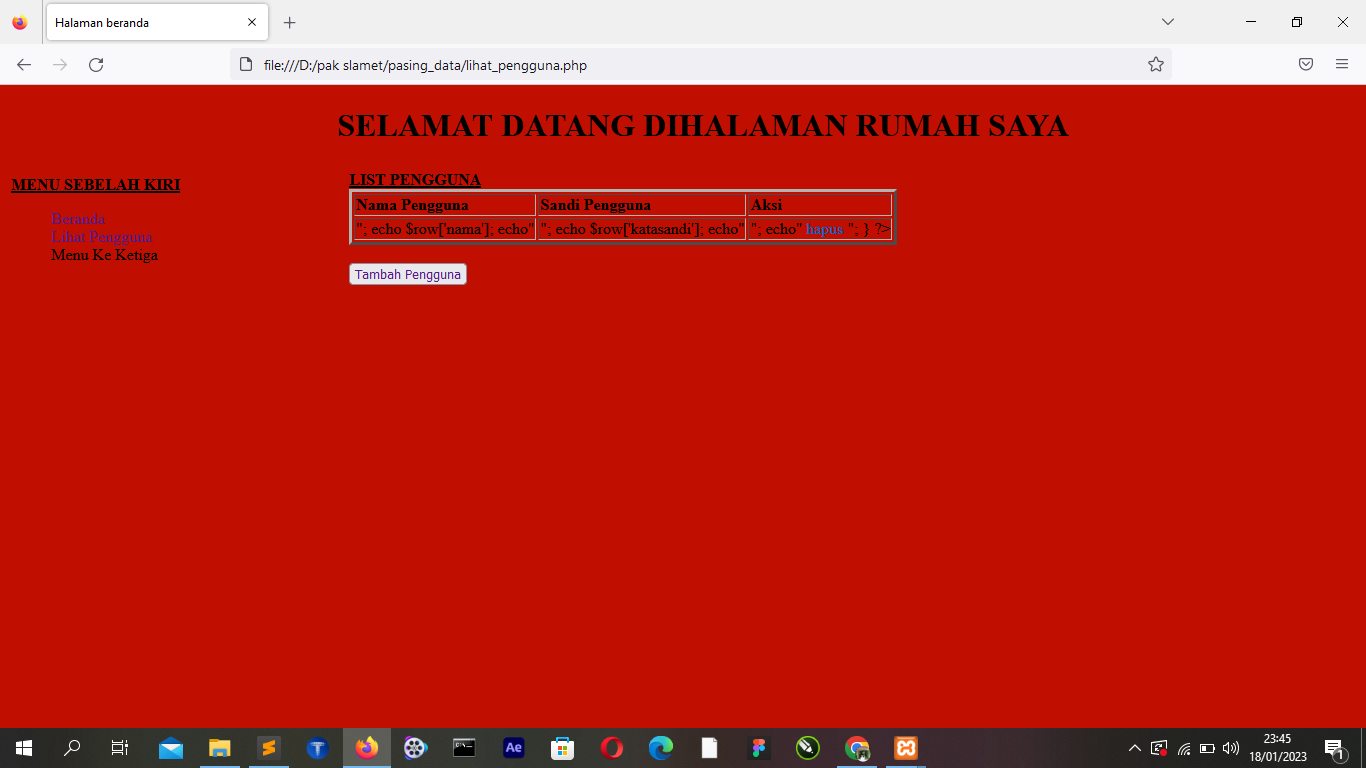 Halaman beranda
file:///D:/pak slamet/pasing_data/lihat_pengguna.php
SELAMAT DATANG DIHALAMAN RUMAH SAYA
MENU SEBELAH KIRI
Beranda
Lihat Pengguna
Menu Ke Ketiga
LIST PENGGUNA
Nama Pengguna Sandi Pengguna Aksi
"; echo $row['nama']; echo" "; echo $row['katasandi']; echo" "; echo" hapus "; } ?>
Tambah Pengguna
Ae
23:45
18/01/2023
1